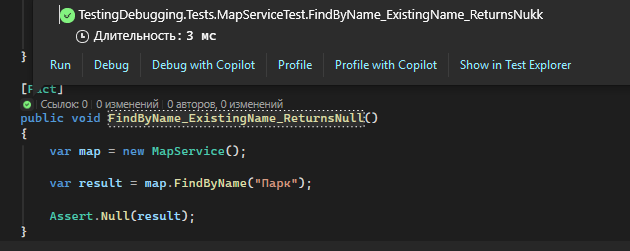 TestingDebugging.Tests.MapServiceTest.FindByName_ExistingName_ReturnsNukk
Длительность: 3 мс
Run Debug Debug with Copilot Profile Profile with Copilot Show in Test Explorer
}
[Fact]
Ссылок: 0 | 0 изменений | 0 авторов, 0 изменений
public void FindByName_ExistingName_ReturnsNull()
{
var map = new MapService();
var result = map.FindByName("Парк");
Assert.Null(result);
}